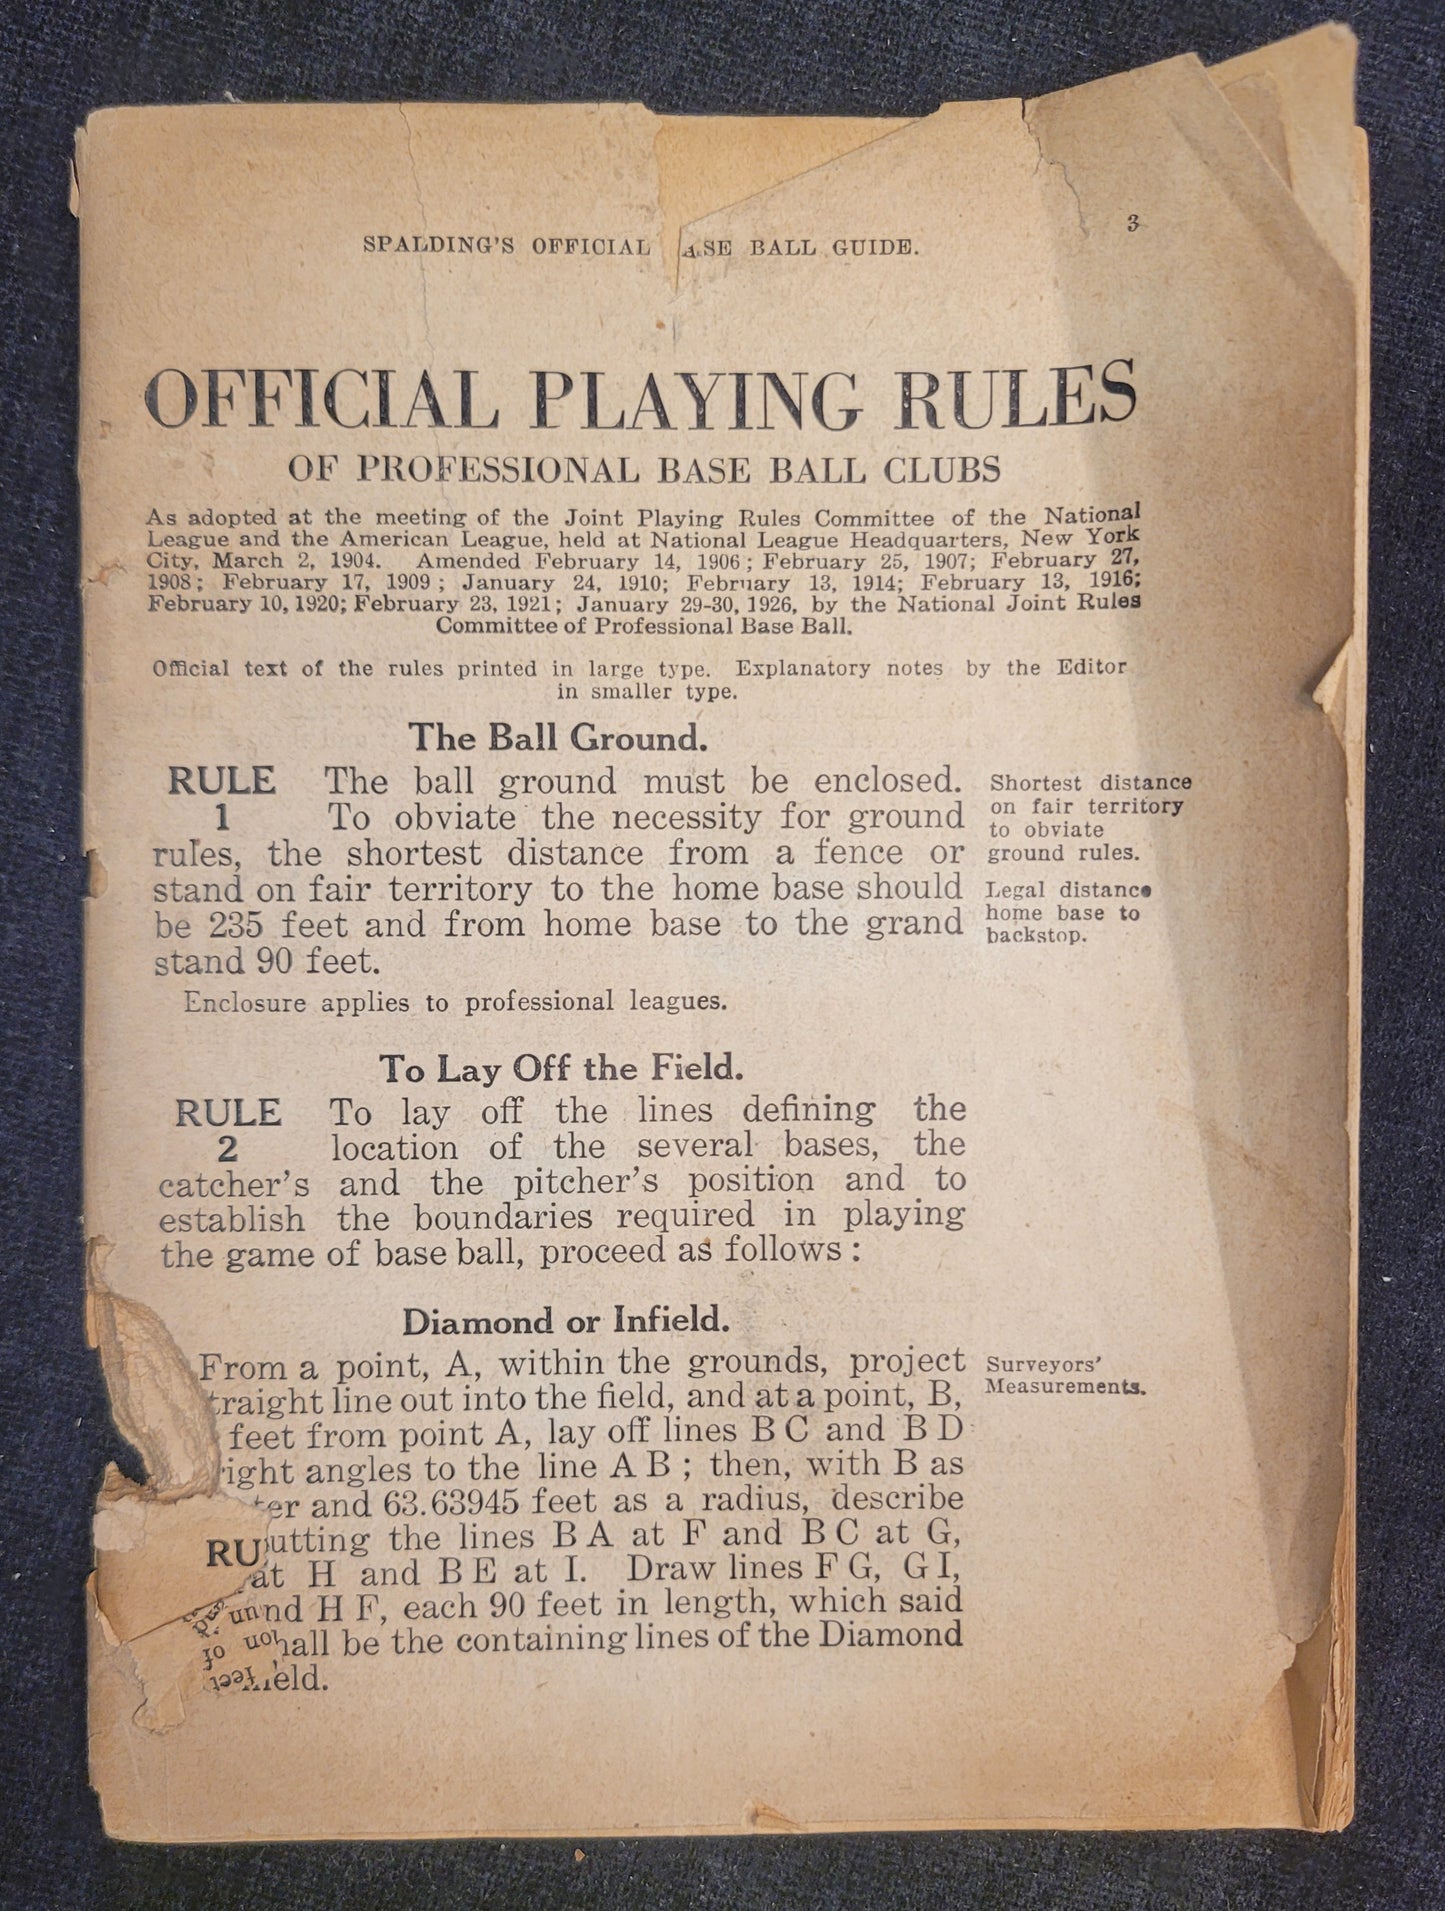 3
SPALDING'S OFFICIAL ASE BALL GUIDE.
OFFICIAL PLAYING RULES
OF PROFESSIONAL BASE BALL CLUBS
As adopted at the meeting of the Joint Playing Rules Committee of the National
League and the American League, held at National League Headquarters, New York
City, March 2, 1904. Amended February 14, 1906; February 25, 1907; February 27,
1908; February 17, 1909; January 24, 1910; February 13, 1914; February 13, 1916;
February 10, 1920; February 23, 1921; January 29-30, 1926, by the National Joint Rules
Committee of Professional Base Ball.
Official text of the rules printed in large type. Explanatory notes by the Editor
in smaller type.
The Ball Ground.
RULE 1
The ball ground must be enclosed.
To obviate the necessity for ground
rules, the shortest distance from a fence or
stand on fair territory to the home base should
be 235 feet and from home base to the grand
stand 90 feet.
Shortest distance
on fair territory
to obviate
ground rules.
Legal distance
home base to
backstop.
Enclosure applies to professional leagues.
To Lay Off the Field.
RULE 2
To lay off the lines defining the
location of the several bases, the
catcher's and the pitcher's position and to
establish the boundaries required in playing
the game of base ball, proceed as follows:
Diamond or Infield.
From a point, A, within the grounds, project
traight line out into the field, and at a point, B,
feet from point A, lay off lines B C and B D
ight angles to the line A B; then, with B as
ter and 63.63945 feet as a radius, describe
utting the lines B A at F and B C at G,
at H and B E at I. Draw lines F G, G I,
nd H F, each 90 feet in length, which said
hall be the containing lines of the Diamond
eld.
Surveyors'
Measurements.
RU
of
feet